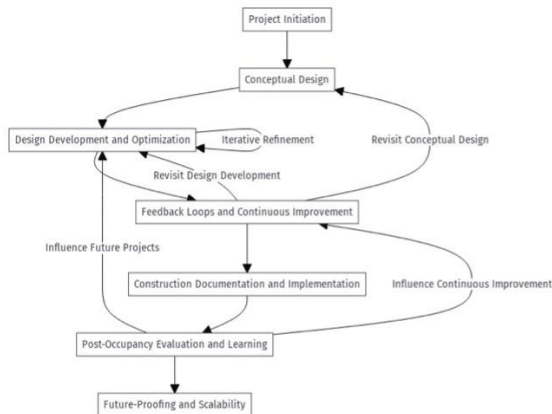 Project Initiation
Conceptual Design
Design Development and Optimization
Iterative Refinement
Revisit Conceptual Design
Revisit Design Development
Feedback Loops and Continuous Improvement
Influence Future Projects
Construction Documentation and Implementation
Influence Continuous Improvement
Post-Occupancy Evaluation and Learning
Future-Proofing and Scalability